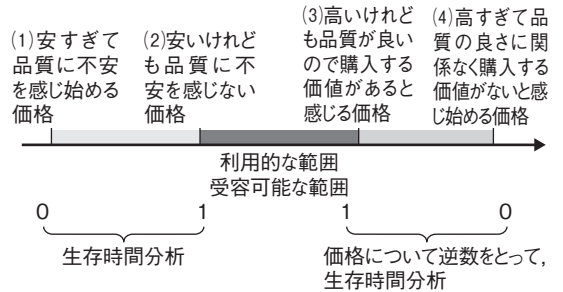 (1)安すぎて
品質に不安
を感じ始める
価格
(2)安いけれど
も品質に不
安を感じない
価格
(3)高いけれど
も品質が良い
ので購入する
価値があると
感じる価格
(4)高すぎて品
質の良さに関
係なく購入する
価値がないと感
じ始める価格
利用的な範囲
受容可能な範囲
0
1
1
0
生存時間分析
価格について逆数をとって，
生存時間分析